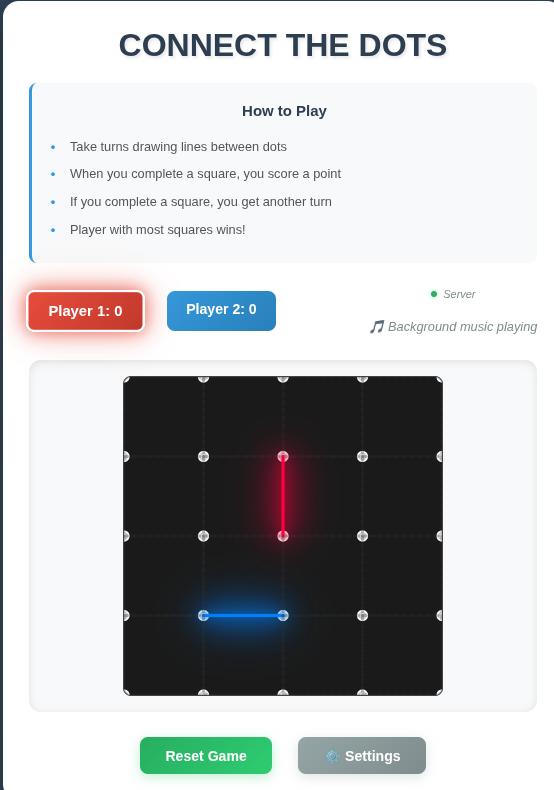 CONNECT THE DOTS
How to Play
• Take turns drawing lines between dots
• When you complete a square, you score a point
• If you complete a square, you get another turn
• Player with most squares wins!
Player 1: 0
Player 2: 0
Server
🎵 Background music playing
Reset Game
⚙️ Settings